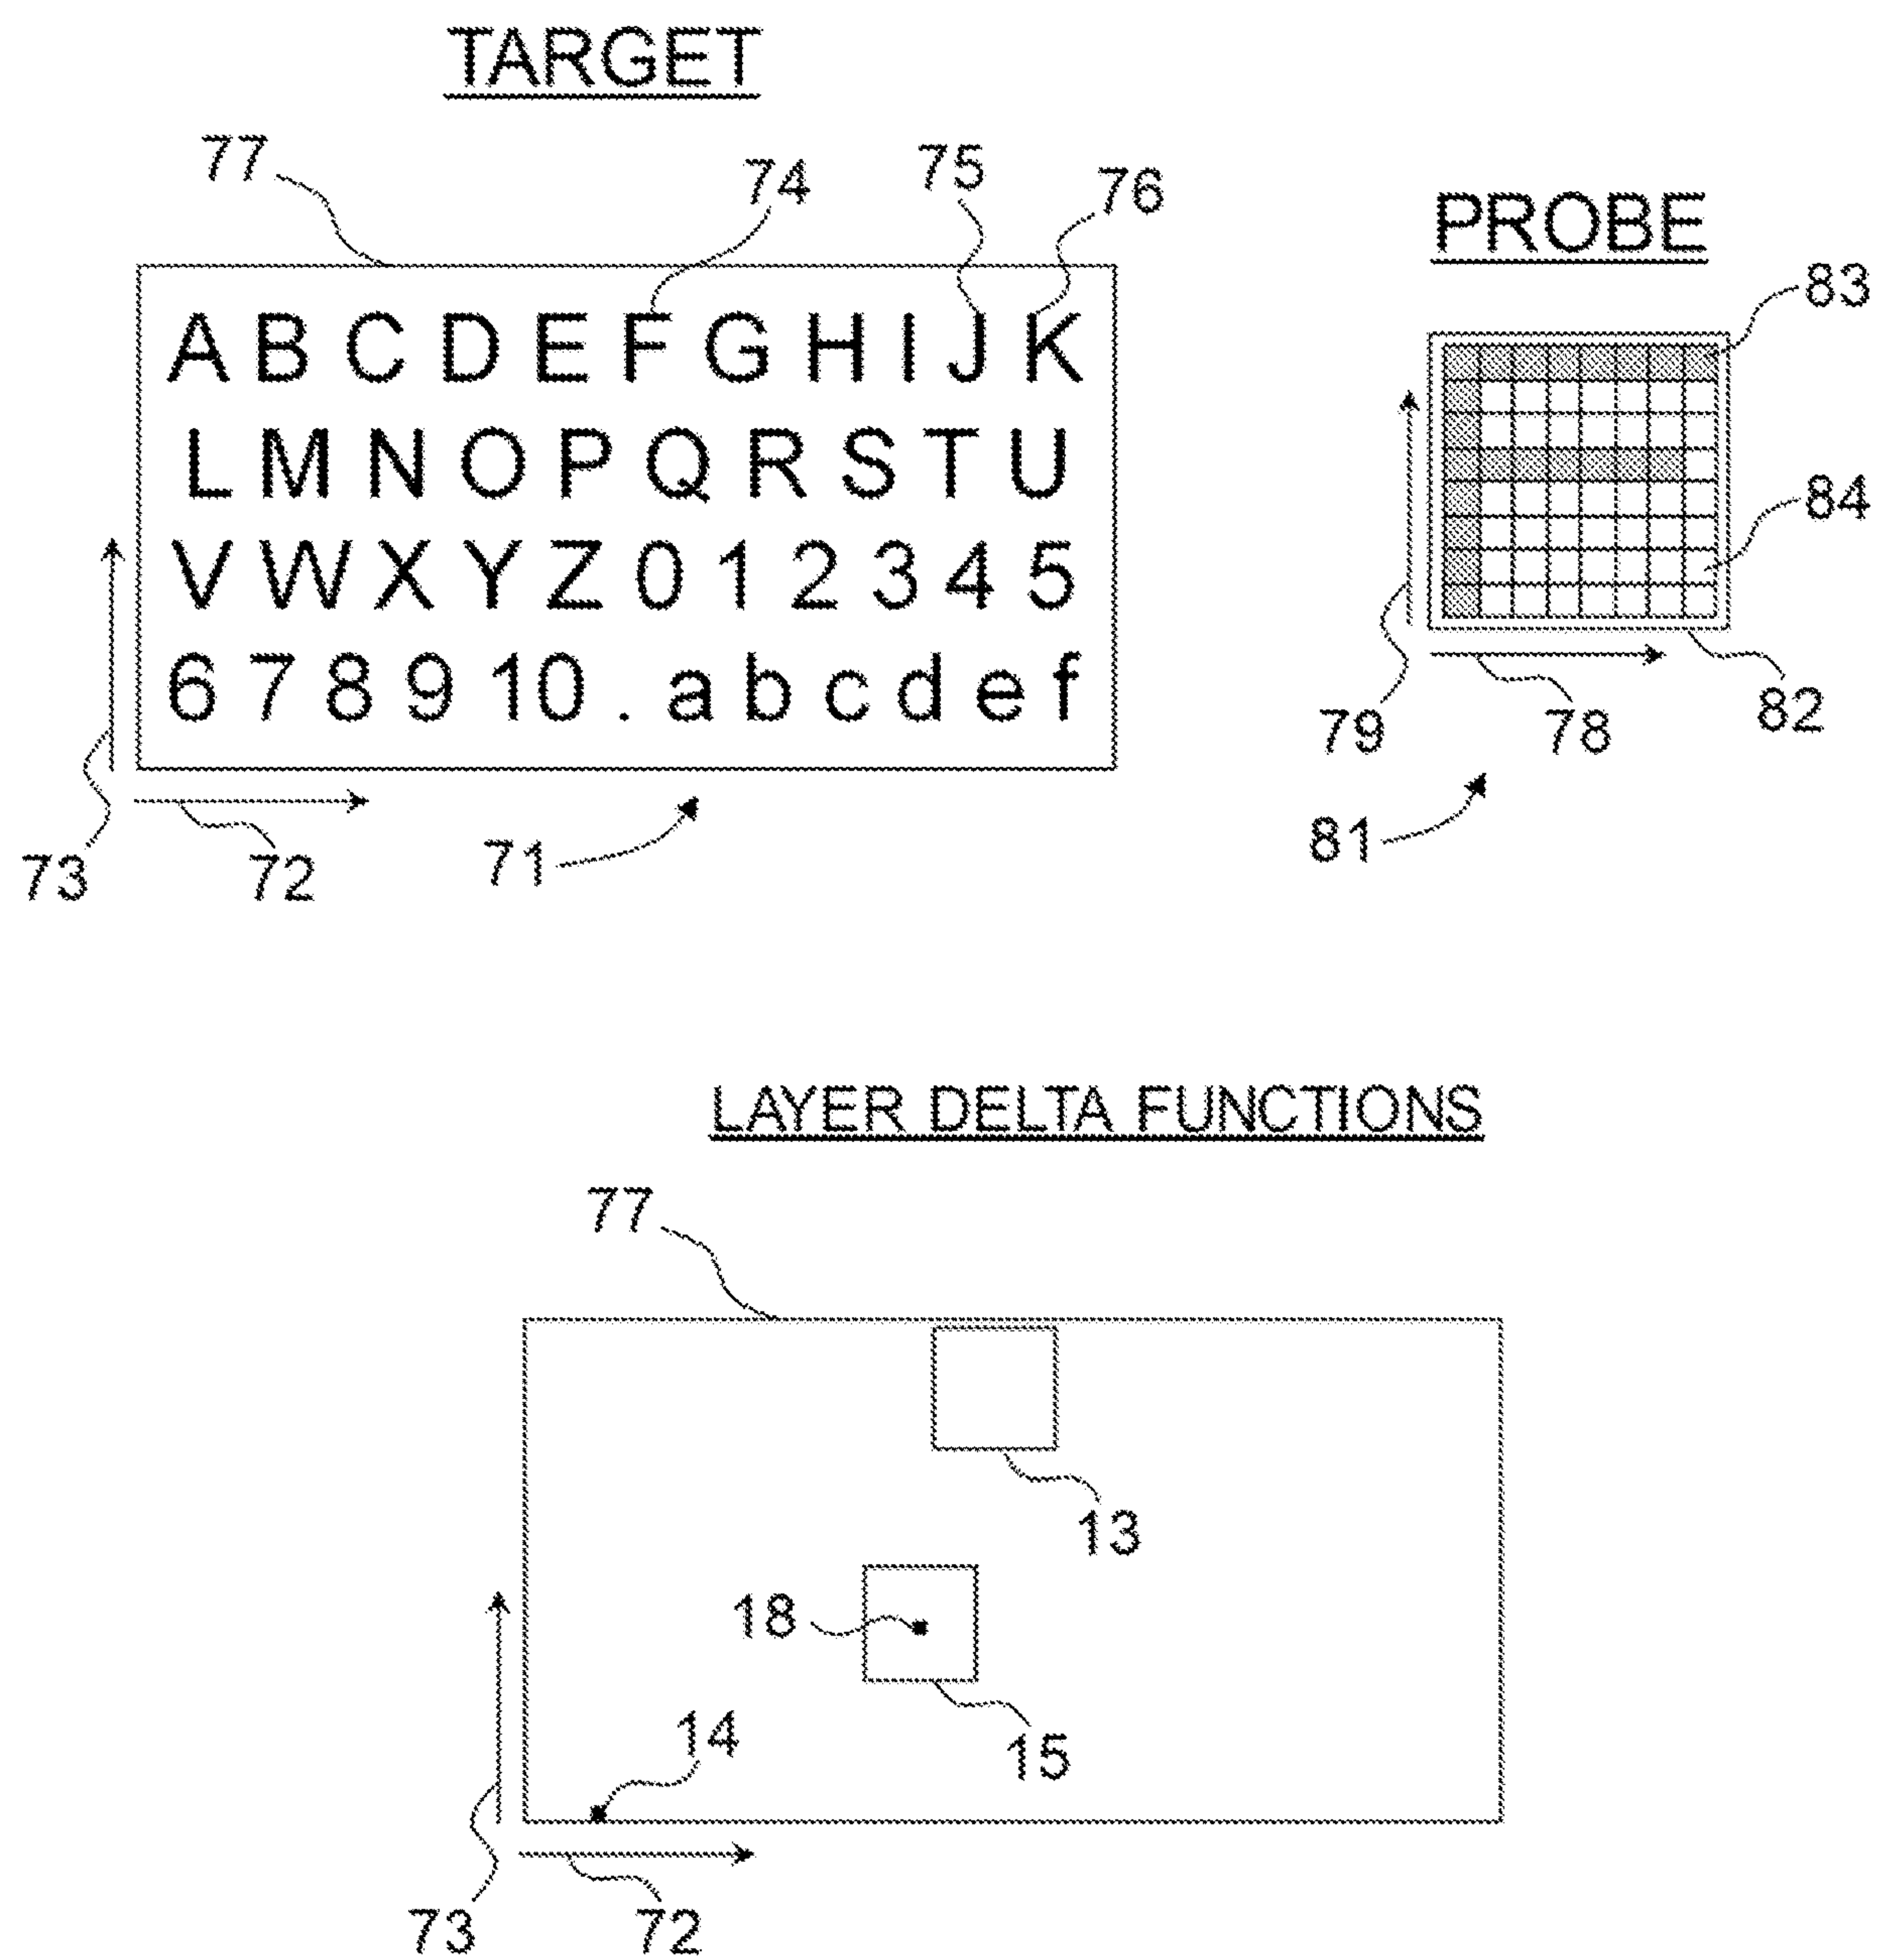 TARGET
77
74
75
76
PROBE
83
A B C D E F G H I J K
L M N O P Q R S T U
84
V W X Y Z 0 1 2 3 4 5
6 7 8 9 10 . a b c d e f
79
78
82
73
72
71
81
LAYER DELTA FUNCTIONS
77
13
18
14
15
73
72